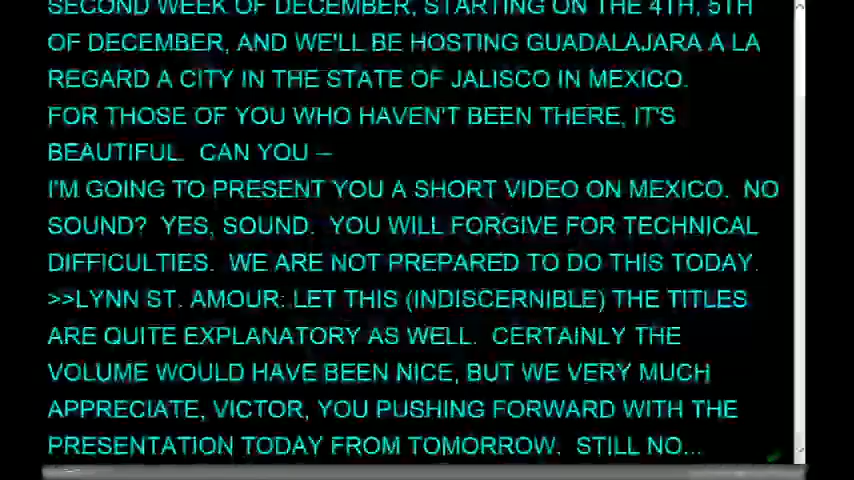 SECOND WEEK OF DECEMBER, STARTING ON THE 4TH, 5TH
OF DECEMBER, AND WE'LL BE HOSTING GUADALAJARA A LA
REGARD A CITY IN THE STATE OF JALISCO IN MEXICO.
FOR THOSE OF YOU WHO HAVEN'T BEEN THERE, IT'S
BEAUTIFUL.  CAN YOU –
I'M GOING TO PRESENT YOU A SHORT VIDEO ON MEXICO.  NO
SOUND?  YES, SOUND.  YOU WILL FORGIVE FOR TECHNICAL
DIFFICULTIES.  WE ARE NOT PREPARED TO DO THIS TODAY.
>>LYNN ST. AMOUR: LET THIS (INDISCERNIBLE) THE TITLES
ARE QUITE EXPLANATORY AS WELL.  CERTAINLY THE
VOLUME WOULD HAVE BEEN NICE, BUT WE VERY MUCH
APPRECIATE, VICTOR, YOU PUSHING FORWARD WITH THE
PRESENTATION TODAY FROM TOMORROW.  STILL NO...